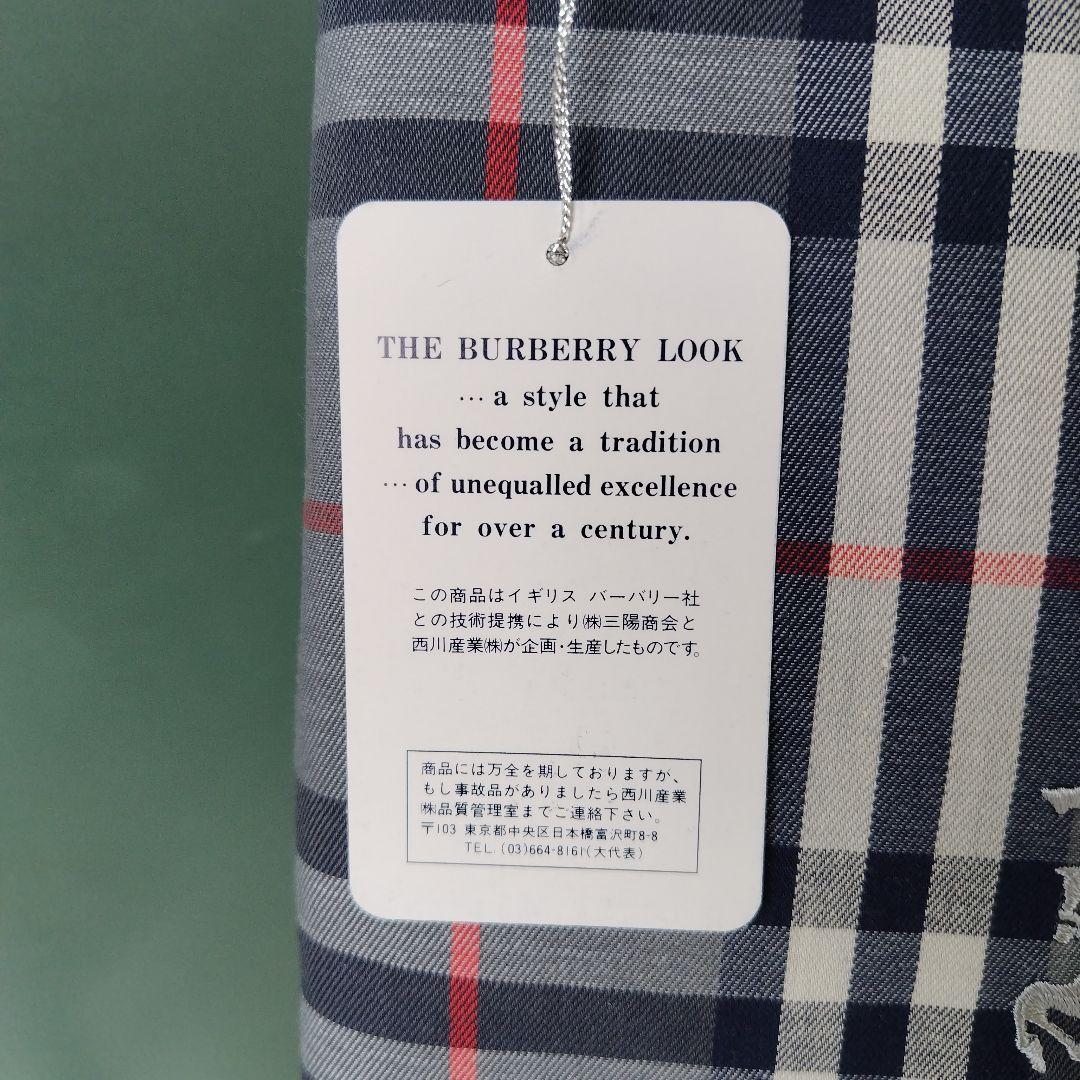 THE BURBERRY LOOK
… a style that
has become a tradition
… of unequalled excellence
for over a century.
この商品はイギリス バーバリー社
との技術提携により㈱三陽商会と
西川産業㈱が企画・生産したものです。
商品には万全を期しておりますが、
もし事故品がありましたら西川産業
㈱品質管理室までご連絡下さい。
〒103 東京都中央区日本橋富沢町8-8
TEL. (03)664-8161(大代表)